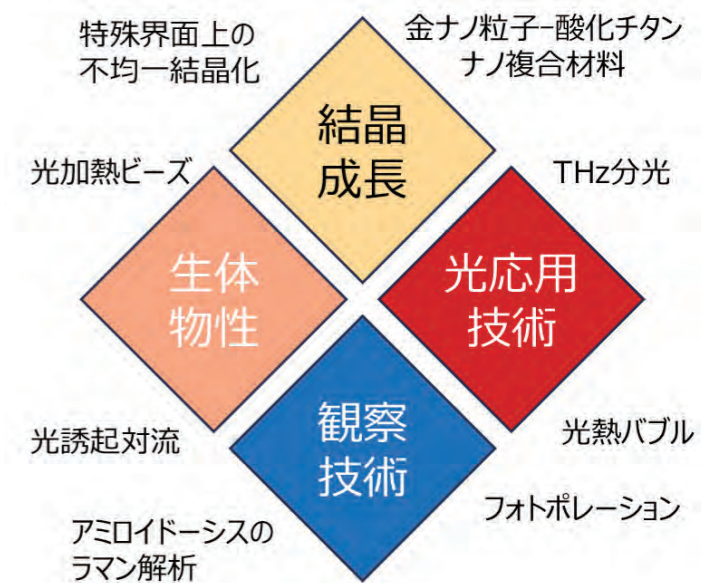 特殊界面上の
不均一結晶化
金ナノ粒子-酸化チタン
ナノ複合材料
結晶
成長
光加熱ビーズ
THz分光
生体
物性
光応用
技術
観察
技術
光誘起対流
光熱バブル
アミロイドーシスの
ラマン解析
フォトポレーション